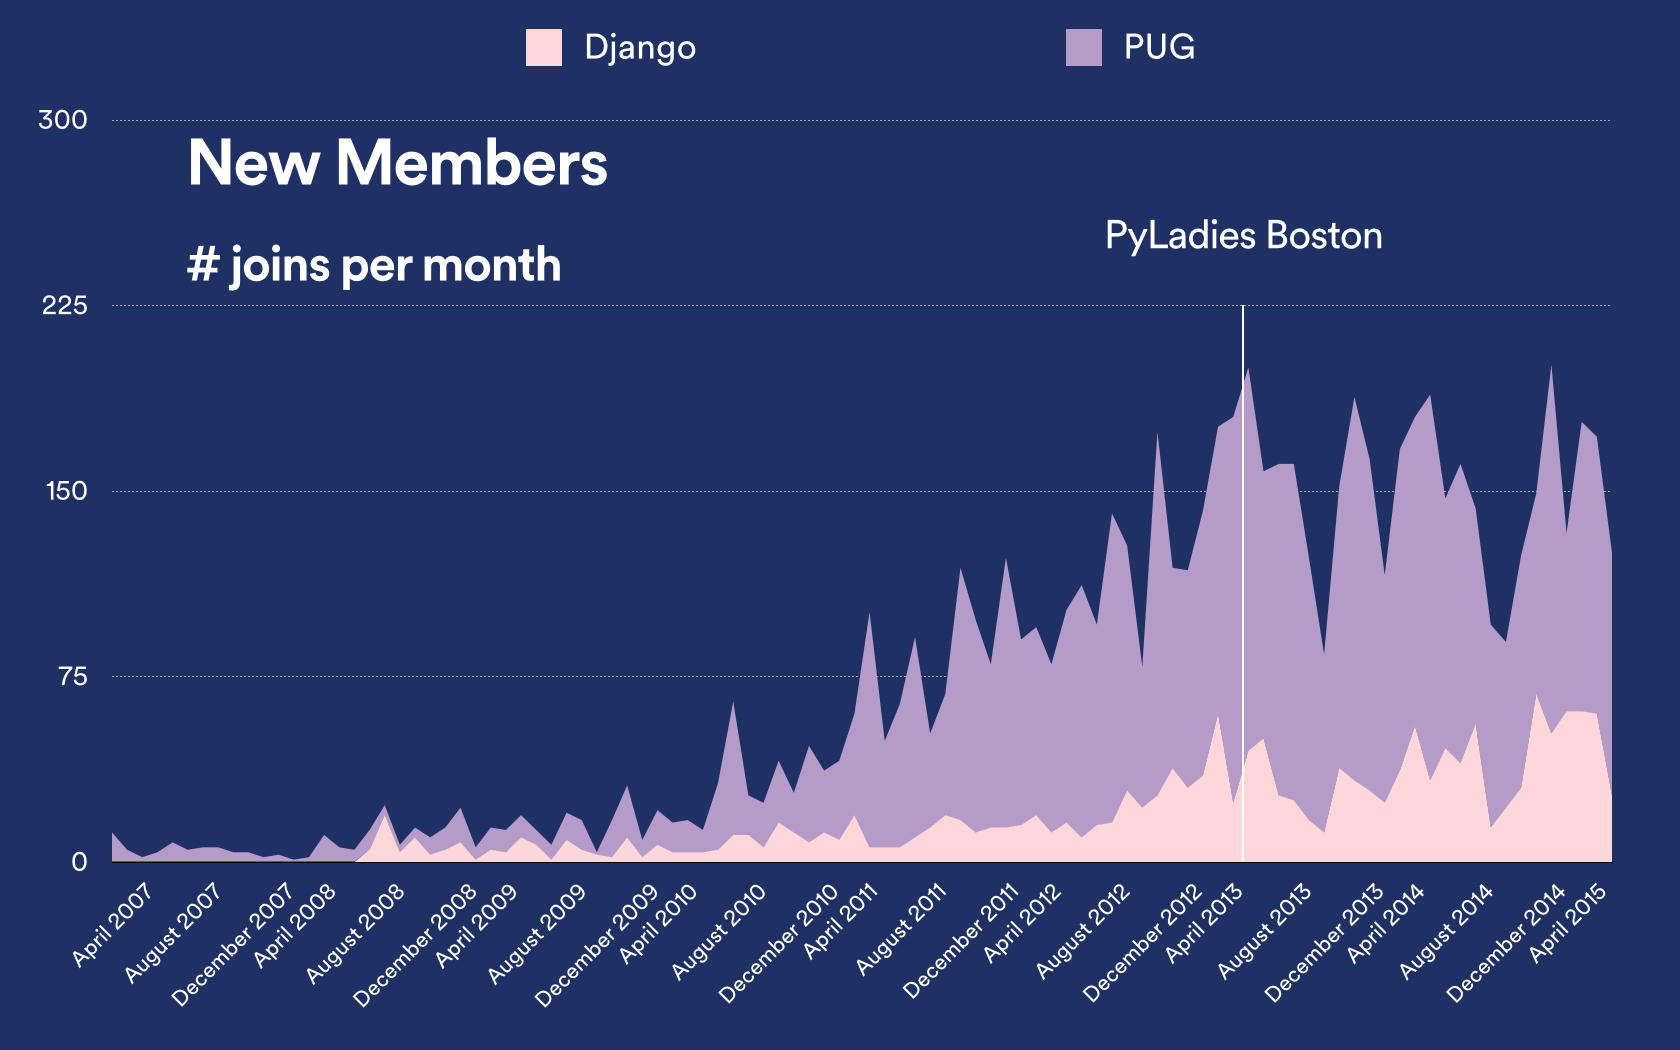 Django
PUG
300
New Members
PyLadies Boston
# joins per month
225
150
75
0
April 2007
August 2007
December 2007
April 2008
August 2008
December 2008
April 2009
August 2009
December 2009
April 2010
August 2010
December 2010
April 2011
August 2011
December 2011
April 2012
August 2012
December 2012
April 2013
August 2013
December 2013
April 2014
August 2014
December 2014
April 2015